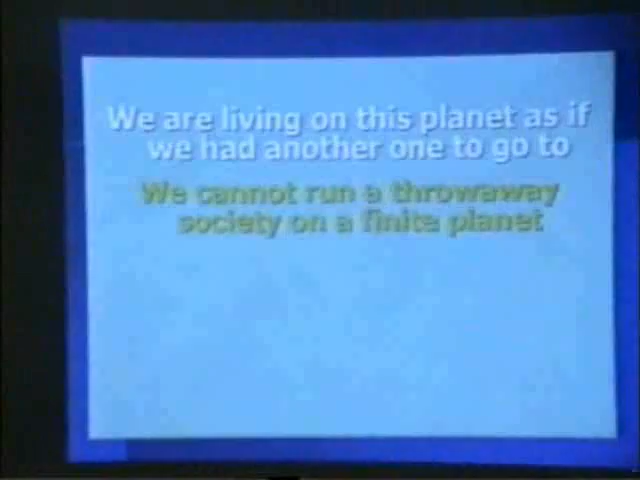 We are living on this planet as if
we had another one to go to
We cannot run a throwaway
society on a finite planet